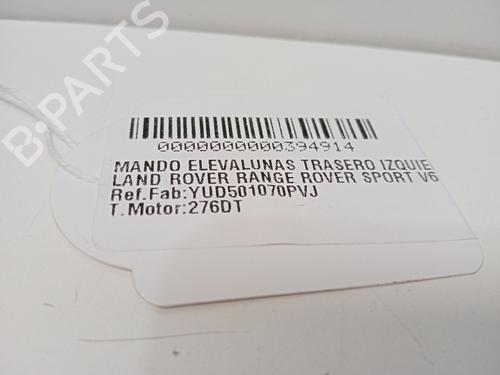 B-PARTS
0000000000394914
MANDO ELEVALUNAS TRASERO IZQUIE
LAND ROVER RANGE ROVER SPORT V6
Ref.Fab:YUD501070PVJ
T.Motor:276DT